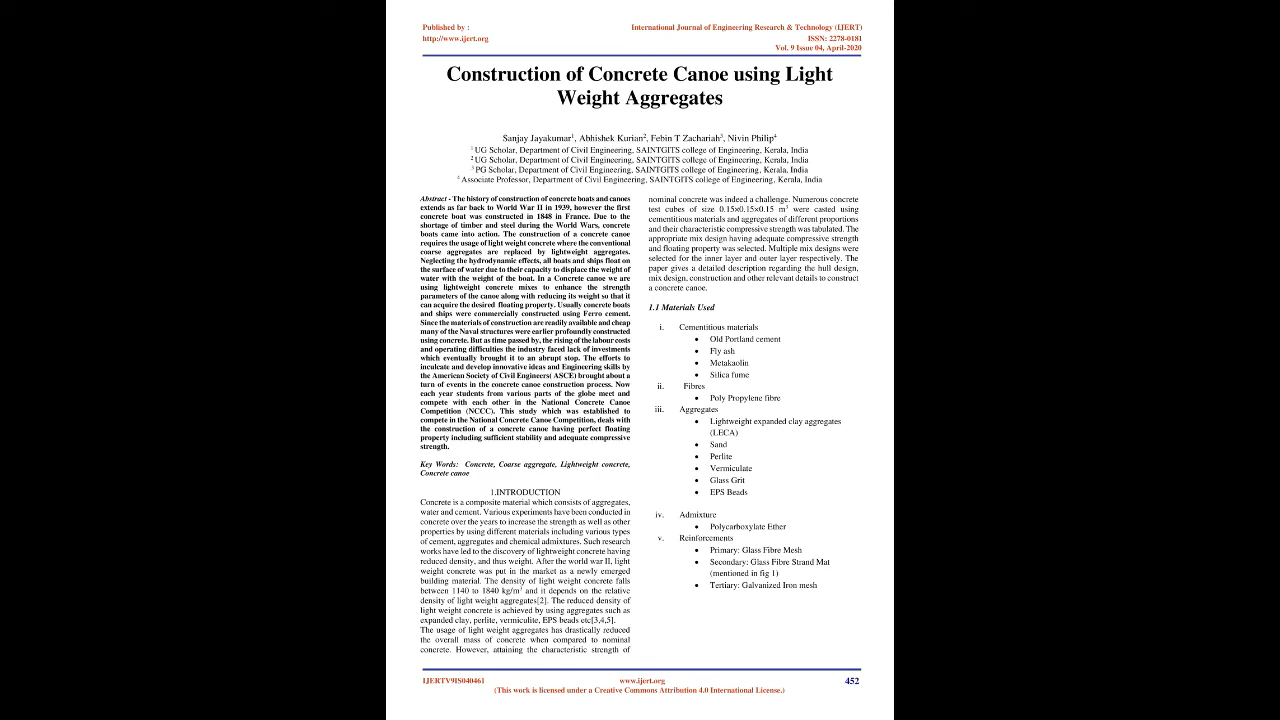 Published by :
http://www.ijert.org
International Journal of Engineering Research & Technology (IJERT)
ISSN: 2278-0181
Vol. 9 Issue 04, April-2020
Construction of Concrete Canoe using Light
Weight Aggregates
Sanjay Jayakumar1, Abhishek Kurian2, Febin T Zachariah3, Nivin Philip4
1 UG Scholar, Department of Civil Engineering, SAINTGITS college of Engineering, Kerala, India
2 UG Scholar, Department of Civil Engineering, SAINTGITS college of Engineering, Kerala, India
3 PG Scholar, Department of Civil Engineering, SAINTGITS college of Engineering, Kerala, India
4 Associate Professor, Department of Civil Engineering, SAINTGITS college of Engineering, Kerala, India
Abstract - The history of construction of concrete boats and canoes
extends as far back to World War II in 1939, however the first
concrete boat was constructed in 1848 in France. Due to the
shortage of timber and steel during the World Wars, concrete
boats came into action. The construction of a concrete canoe
requires the usage of light weight concrete where the conventional
coarse aggregates are replaced by lightweight aggregates.
Neglecting the hydrodynamic effects, all boats and ships float on
the surface of water due to their capacity to displace the weight of
water with the weight of the boat. In a Concrete canoe we are
using lightweight concrete mixes to enhance the strength
parameters of the canoe along with reducing its weight so that it
can acquire the desired floating property. Usually concrete boats
and ships were commercially constructed using Ferro cement.
Since the materials of construction are readily available and cheap
many of the Naval structures were earlier profoundly constructed
using concrete. But as time passed by, the rising of the labour costs
and operating difficulties the industry faced lack of investments
which eventually brought it to an abrupt stop. The efforts to
inculcate and develop innovative ideas and Engineering skills by
the American Society of Civil Engineers( ASCE) brought about a
turn of events in the concrete canoe construction process. Now
each year students from various parts of the globe meet and
compete with each other in the National Concrete Canoe
Competition (NCCC). This study which was established to
compete in the National Concrete Canoe Competition, deals with
the construction of a concrete canoe having perfect floating
property including sufficient stability and adequate compressive
strength.
Key Words: Concrete, Coarse aggregate, Lightweight concrete,
Concrete canoe
1.INTRODUCTION
Concrete is a composite material which consists of aggregates,
water and cement. Various experiments have been conducted in
concrete over the years to increase the strength as well as other
properties by using different materials including various types
of cement, aggregates and chemical admixtures. Such research
works have led to the discovery of lightweight concrete having
reduced density, and thus weight. After the world war II, light
weight concrete was put in the market as a newly emerged
building material. The density of light weight concrete falls
between 1140 to 1840 kg/m3 and it depends on the relative
density of light weight aggregates[2]. The reduced density of
light weight concrete is achieved by using aggregates such as
expanded clay, perlite, vermiculite, EPS beads etc[3,4,5].
The usage of light weight aggregates has drastically reduced
the overall mass of concrete when compared to nominal
concrete. However, attaining the characteristic strength of
nominal concrete was indeed a challenge. Numerous concrete
test cubes of size 0.15×0.15×0.15 m3 were casted using
cementitious materials and aggregates of different proportions
and their characteristic compressive strength was tabulated. The
appropriate mix design having adequate compressive strength
and floating property was selected. Multiple mix designs were
selected for the inner layer and outer layer respectively. The
paper gives a detailed description regarding the hull design,
mix design, construction and other relevant details to construct
a concrete canoe.
1.1 Materials Used
i. Cementitious materials
• Old Portland cement
• Fly ash
• Metakaolin
• Silica fume
ii. Fibres
• Poly Propylene fibre
iii. Aggregates
• Lightweight expanded clay aggregates
(LECA)
• Sand
• Perlite
• Vermiculate
• Glass Grit
• EPS Beads
iv. Admixture
• Polycarboxylate Ether
v. Reinforcements
• Primary: Glass Fibre Mesh
• Secondary: Glass Fibre Strand Mat
(mentioned in fig 1)
• Tertiary: Galvanized Iron mesh
IJERTV9IS040461
www.ijert.org
452
(This work is licensed under a Creative Commons Attribution 4.0 International License.)